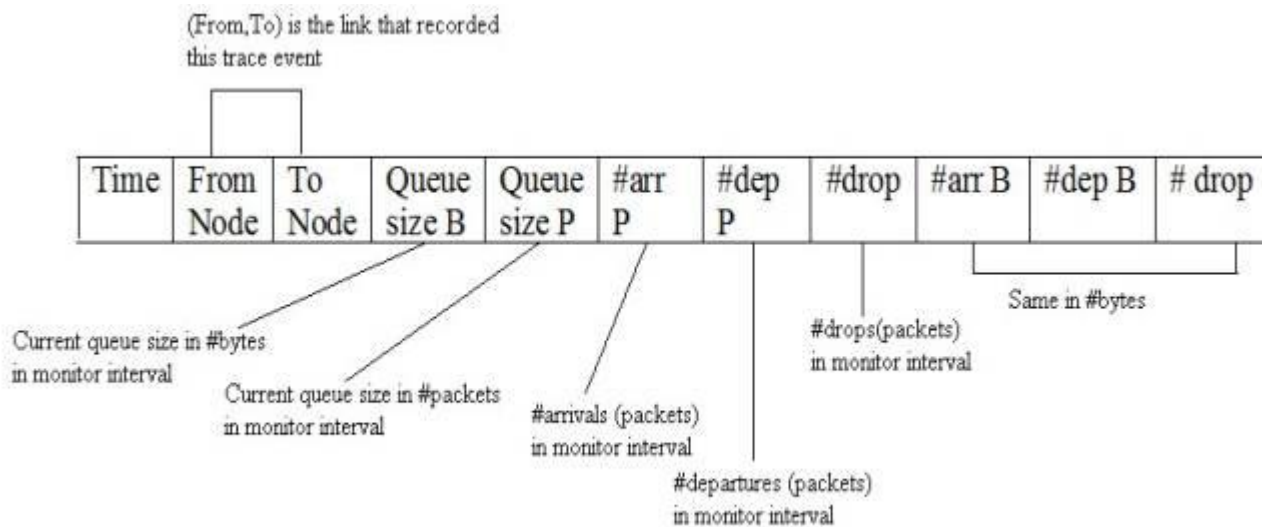 (From,To) is the link that recorded
this trace event
Time
From
Node
To
Node
Queue
size B
Queue
size P
#arr
P
#dep
P
#drop
#arr B
#dep B
# drop
Current queue size in #bytes
in monitor interval
Current queue size in #packets
in monitor interval
#arrivals (packets)
in monitor interval
#departures (packets)
in monitor interval
#drops(packets)
in monitor interval
Same in #bytes